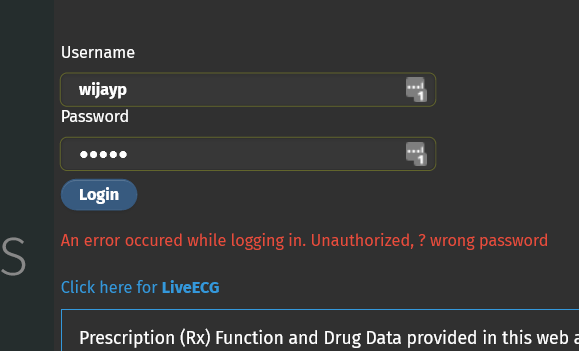 Username
wijayp
Password
•••••
Login
An error occured while logging in. Unauthorized, ? wrong password
S
Click here for LiveECG
Prescription (Rx) Function and Drug Data provided in this web